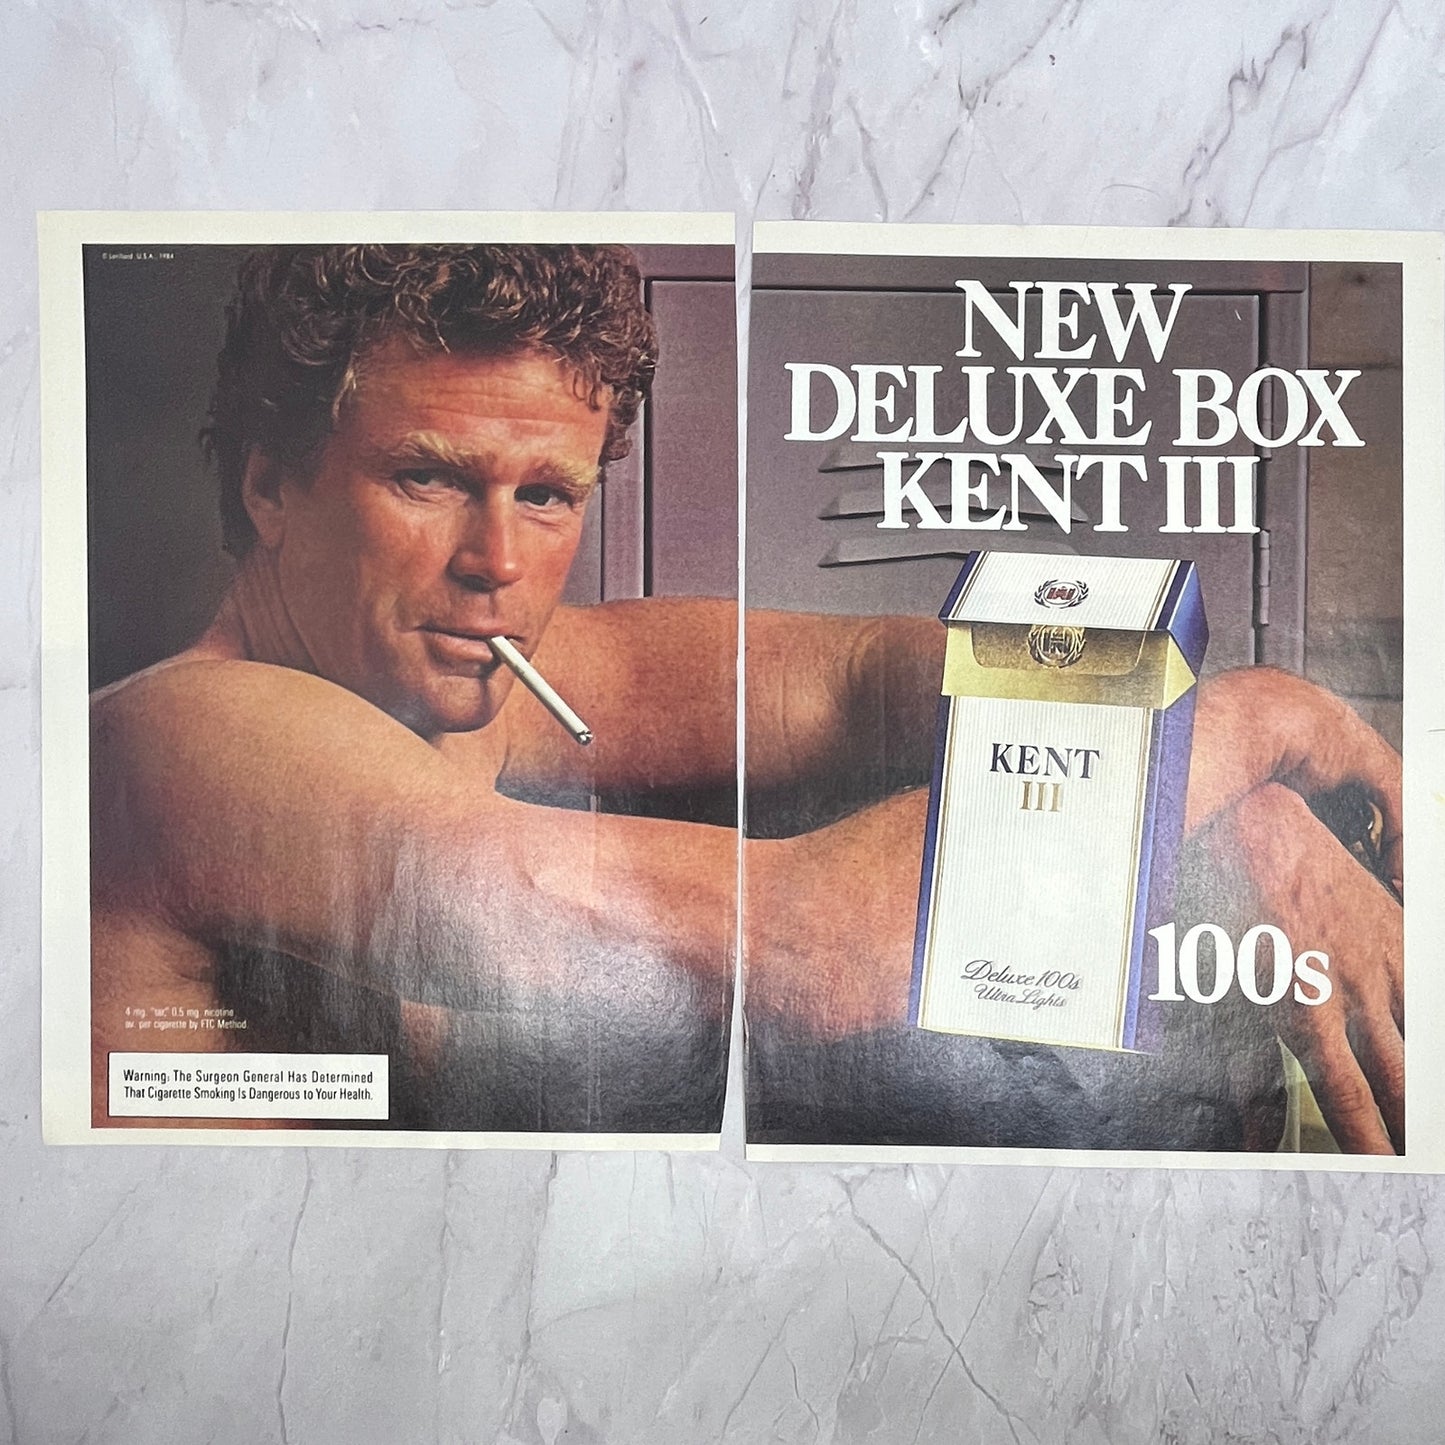 © Lorillard, U.S.A., 1984
NEW
DELUXE BOX
KENT III
KENT
III
Deluxe 100's
Ultra Lights
100s
4 mg. "tar," 0.5 mg. nicotine
av. per cigarette by FTC Method.
Warning: The Surgeon General Has Determined
That Cigarette Smoking Is Dangerous to Your Health.